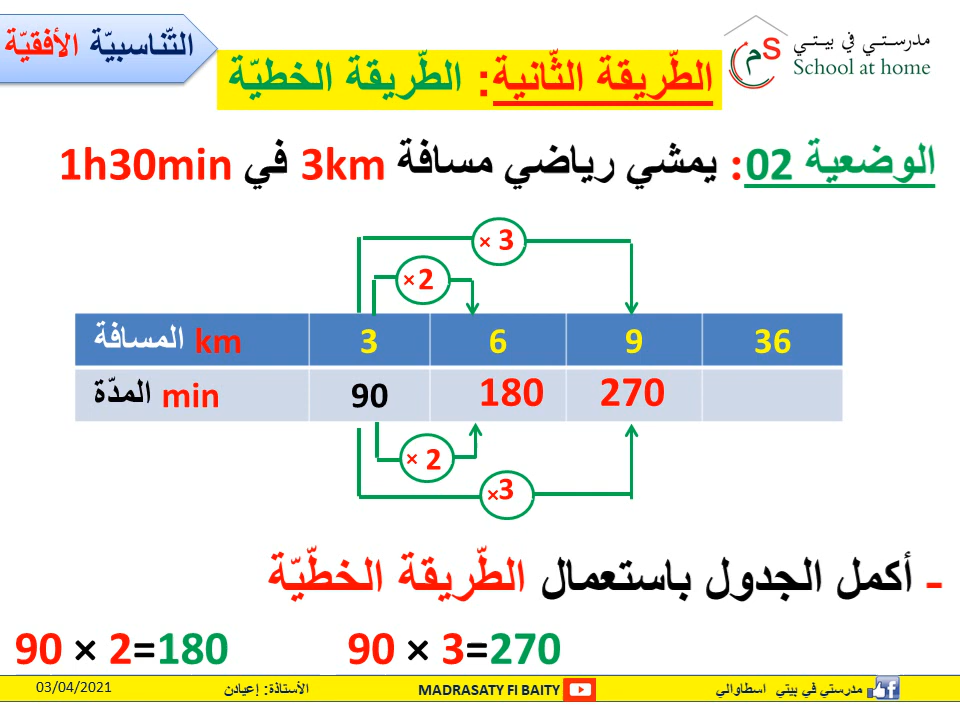 التّناسبيّة الأفقيّة
مدرستي في بيتي
School at home
S م
الطّريقة الثّانية: الطّريقة الخطيّة
الوضعية 02: يمشي رياضي مسافة 3km في 1h30min
× 3
×2
المسافة km 3 6 9 36
المدّة min 90 180 270
× 2
×3
- أكمل الجدول باستعمال الطّريقة الخطّيّة
90 × 2=180 90 × 3=270
03/04/2021 الأستاذة: إعيادن MADRASATY FI BAITY مدرستي في بيتي اسطاوالي